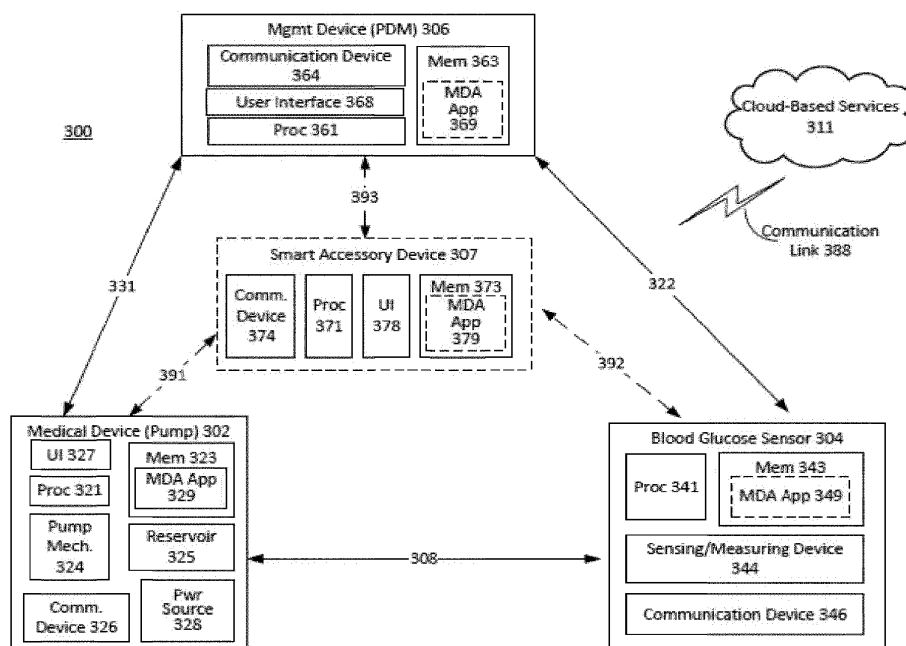 Mgmt Device (PDM) 306
Communication Device
364
User Interface 368
Proc 361
Mem 363
MDA
App
369
300
Cloud-Based Services
311
Communication
Link 388
393
331
322
Smart Accessory Device 307
Comm.
Device
374
Proc
371
UI
378
Mem 373
MDA
App
379
391
392
Medical Device (Pump) 302
UI 327
Proc 321
Pump
Mech.
324
Comm.
Device 326
Mem 323
MDA App
329
Reservoir
325
Pwr
Source
328
308
Blood Glucose Sensor 304
Proc 341
Mem 343
MDA App 349
Sensing/Measuring Device
344
Communication Device 346